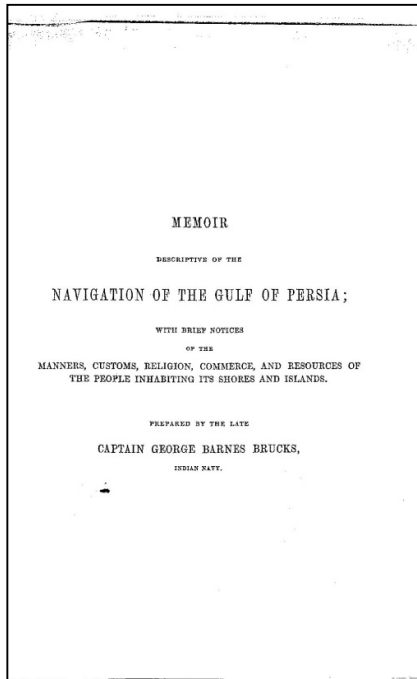 MEMOIR
DESCRIPTIVE OF THE
NAVIGATION OF THE GULF OF PERSIA;
WITH BRIEF NOTICES
OF THE
MANNERS, CUSTOMS, RELIGION, COMMERCE, AND RESOURCES OF
THE PEOPLE INHABITING ITS SHORES AND ISLANDS.
PREPARED BY THE LATE
CAPTAIN GEORGE BARNES BRUCKS,
INDIAN NAVY.